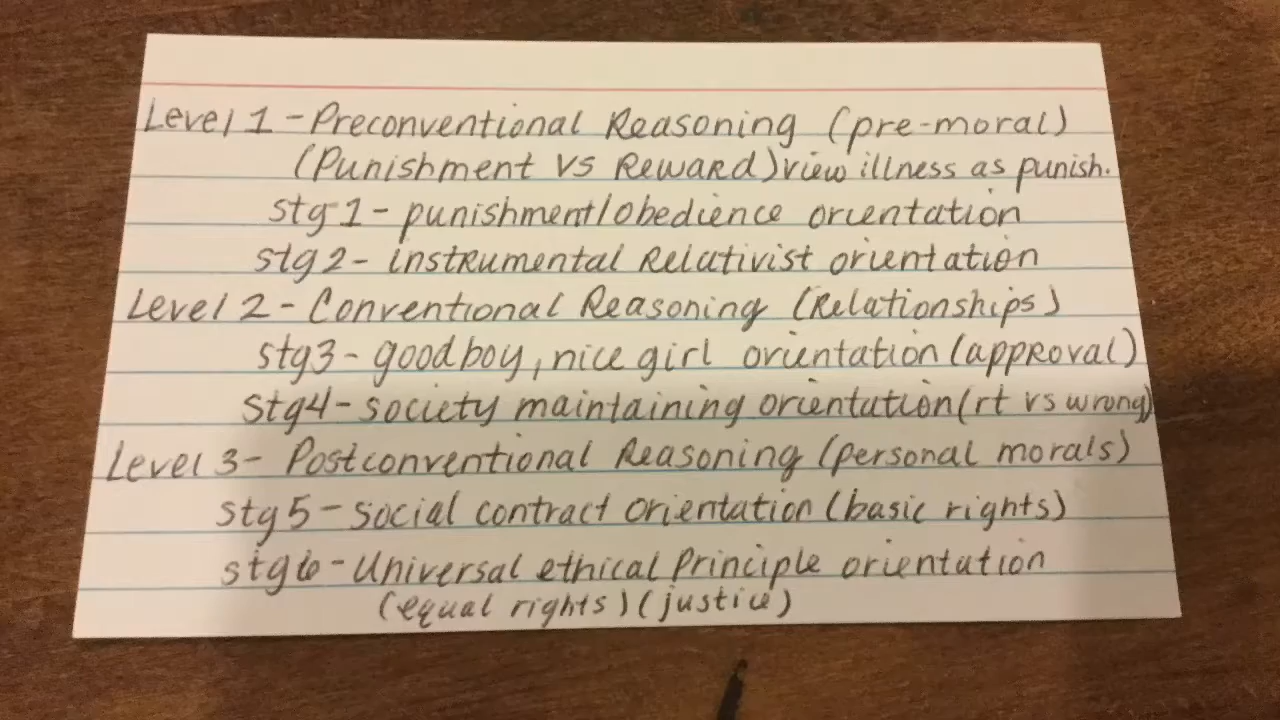 Level 1 - Preconventional Reasoning (pre-moral)
(Punishment vs Reward) view illness as punish.
stg 1 - punishment/obedience orientation
stg 2 - instrumental Relativist orientation
Level 2 - Conventional Reasoning (Relationships)
stg 3 - good boy, nice girl orientation (approval)
stg 4 - society maintaining orientation (rt vs wrong)
Level 3 - Postconventional Reasoning (personal morals)
stg 5 - social contract orientation (basic rights)
stg 6 - Universal ethical Principle orientation
(equal rights) (justice)